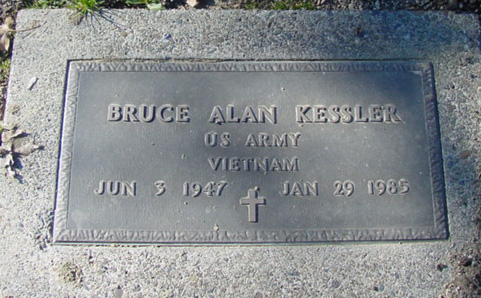 BRUCE ALAN KESSLER
US ARMY
VIETNAM
JUN 3 1947 JAN 29 1985